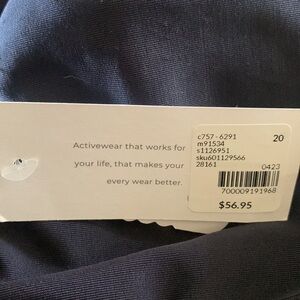 Activewear that works for
your life, that makes your
every wear better.
c757-6291 20
m91534
s1126951
sku601129566
28161 0423
700009191968
$56.95